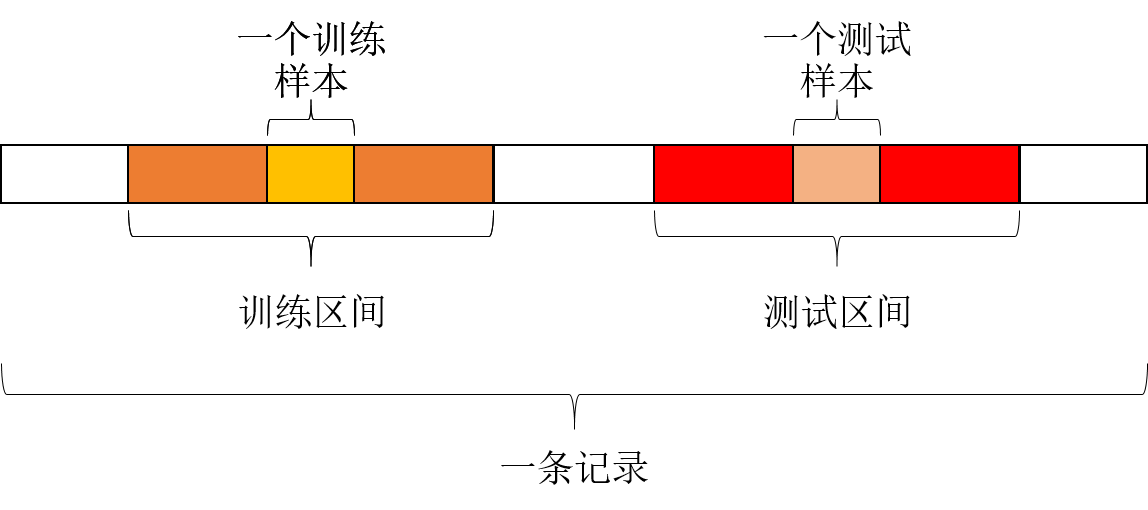 一个训练
样本
一个测试
样本
训练区间
测试区间
一条记录